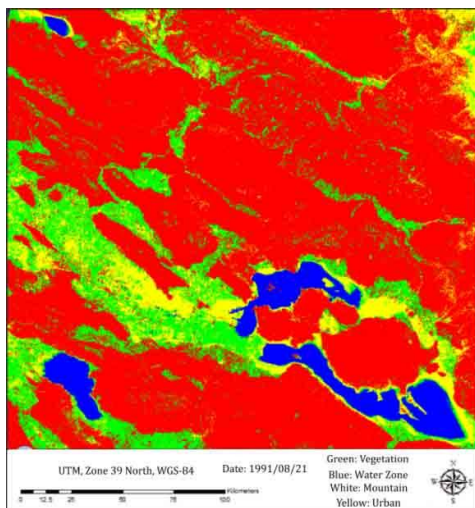 UTM, Zone 39 North, WGS-84
Date: 1991/08/21
Green: Vegetation
Blue: Water Zone
White: Mountain
Yellow: Urban
0 12.5 25 50 75 100
Kilometers
N
W E
S